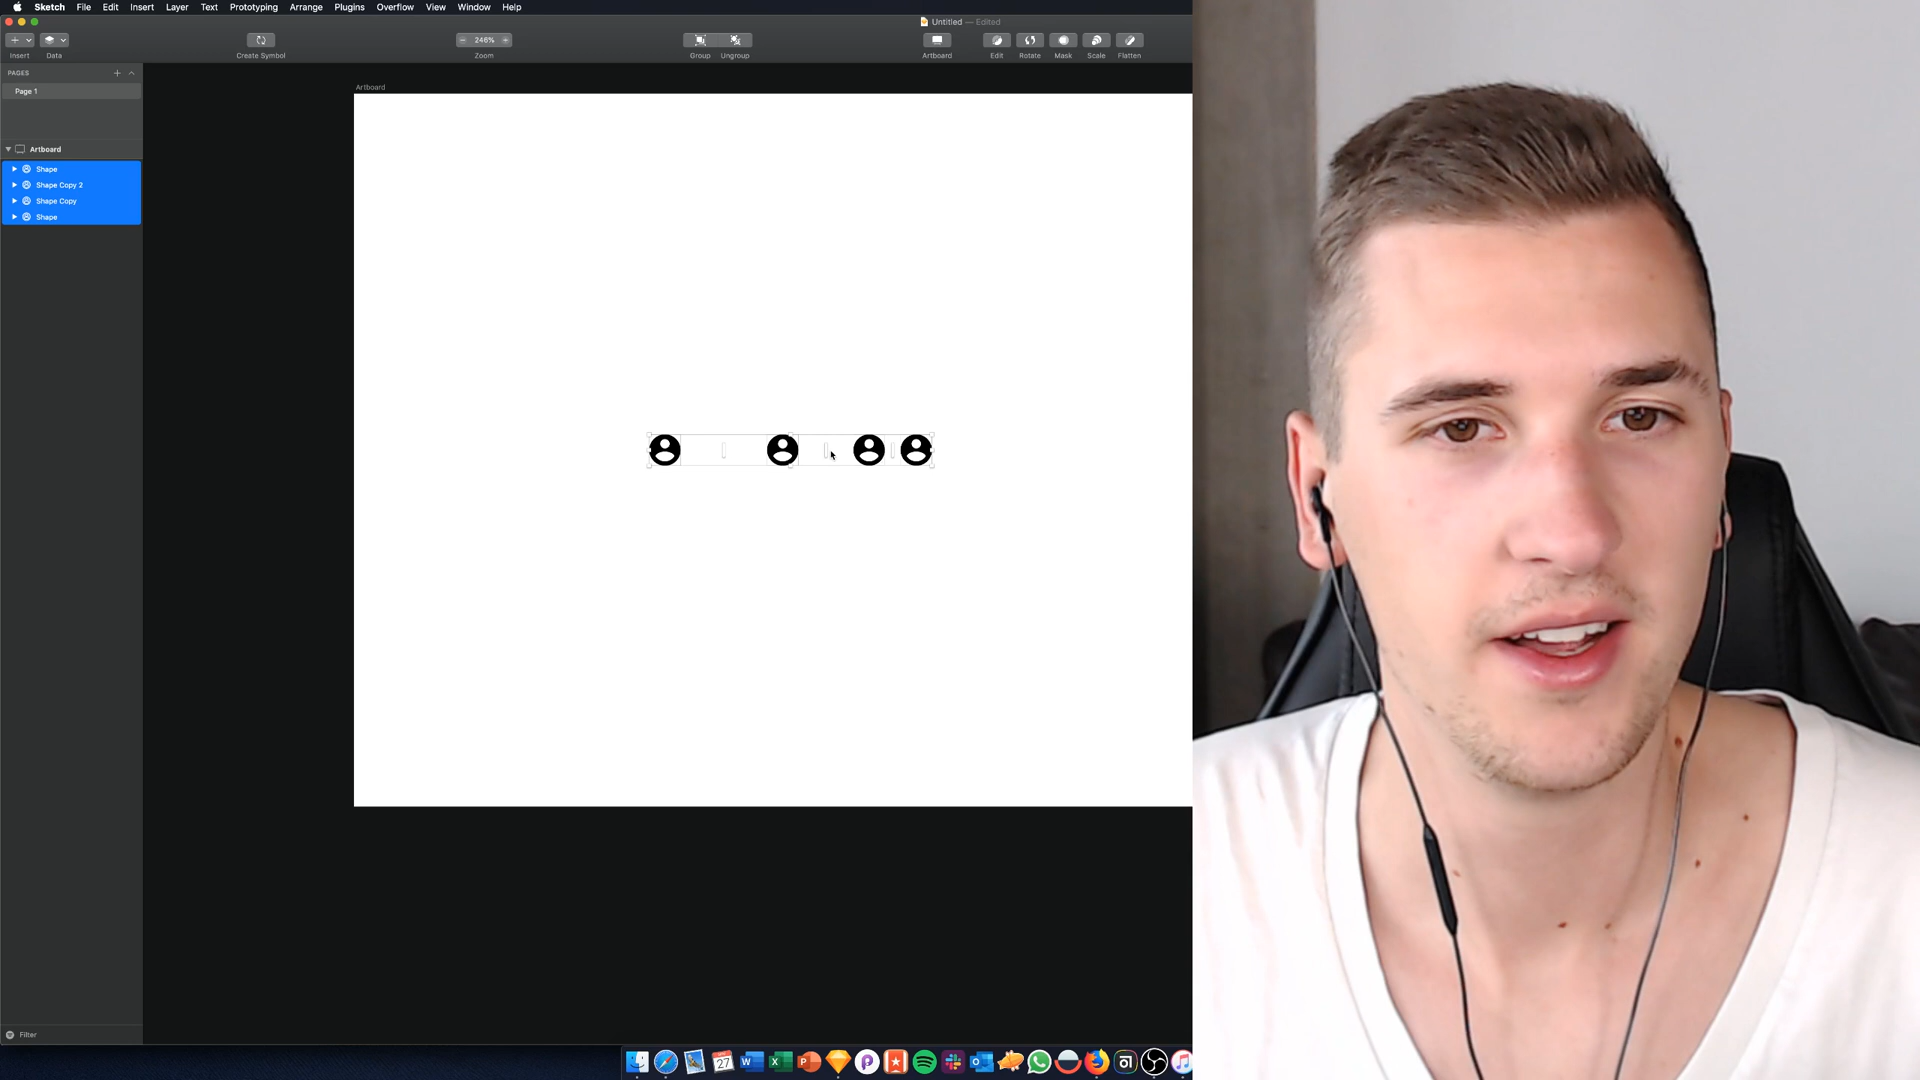 Sketch File Edit Insert Layer Text Prototyping Arrange Plugins Overflow View Window Help
Untitled — Edited
246%
Insert Data Create Symbol Zoom Group Ungroup Artboard Edit Rotate Mask Scale Flatten
PAGES
Page 1
Artboard
Artboard
Shape
Shape Copy 2
Shape Copy
Shape
Filter
27